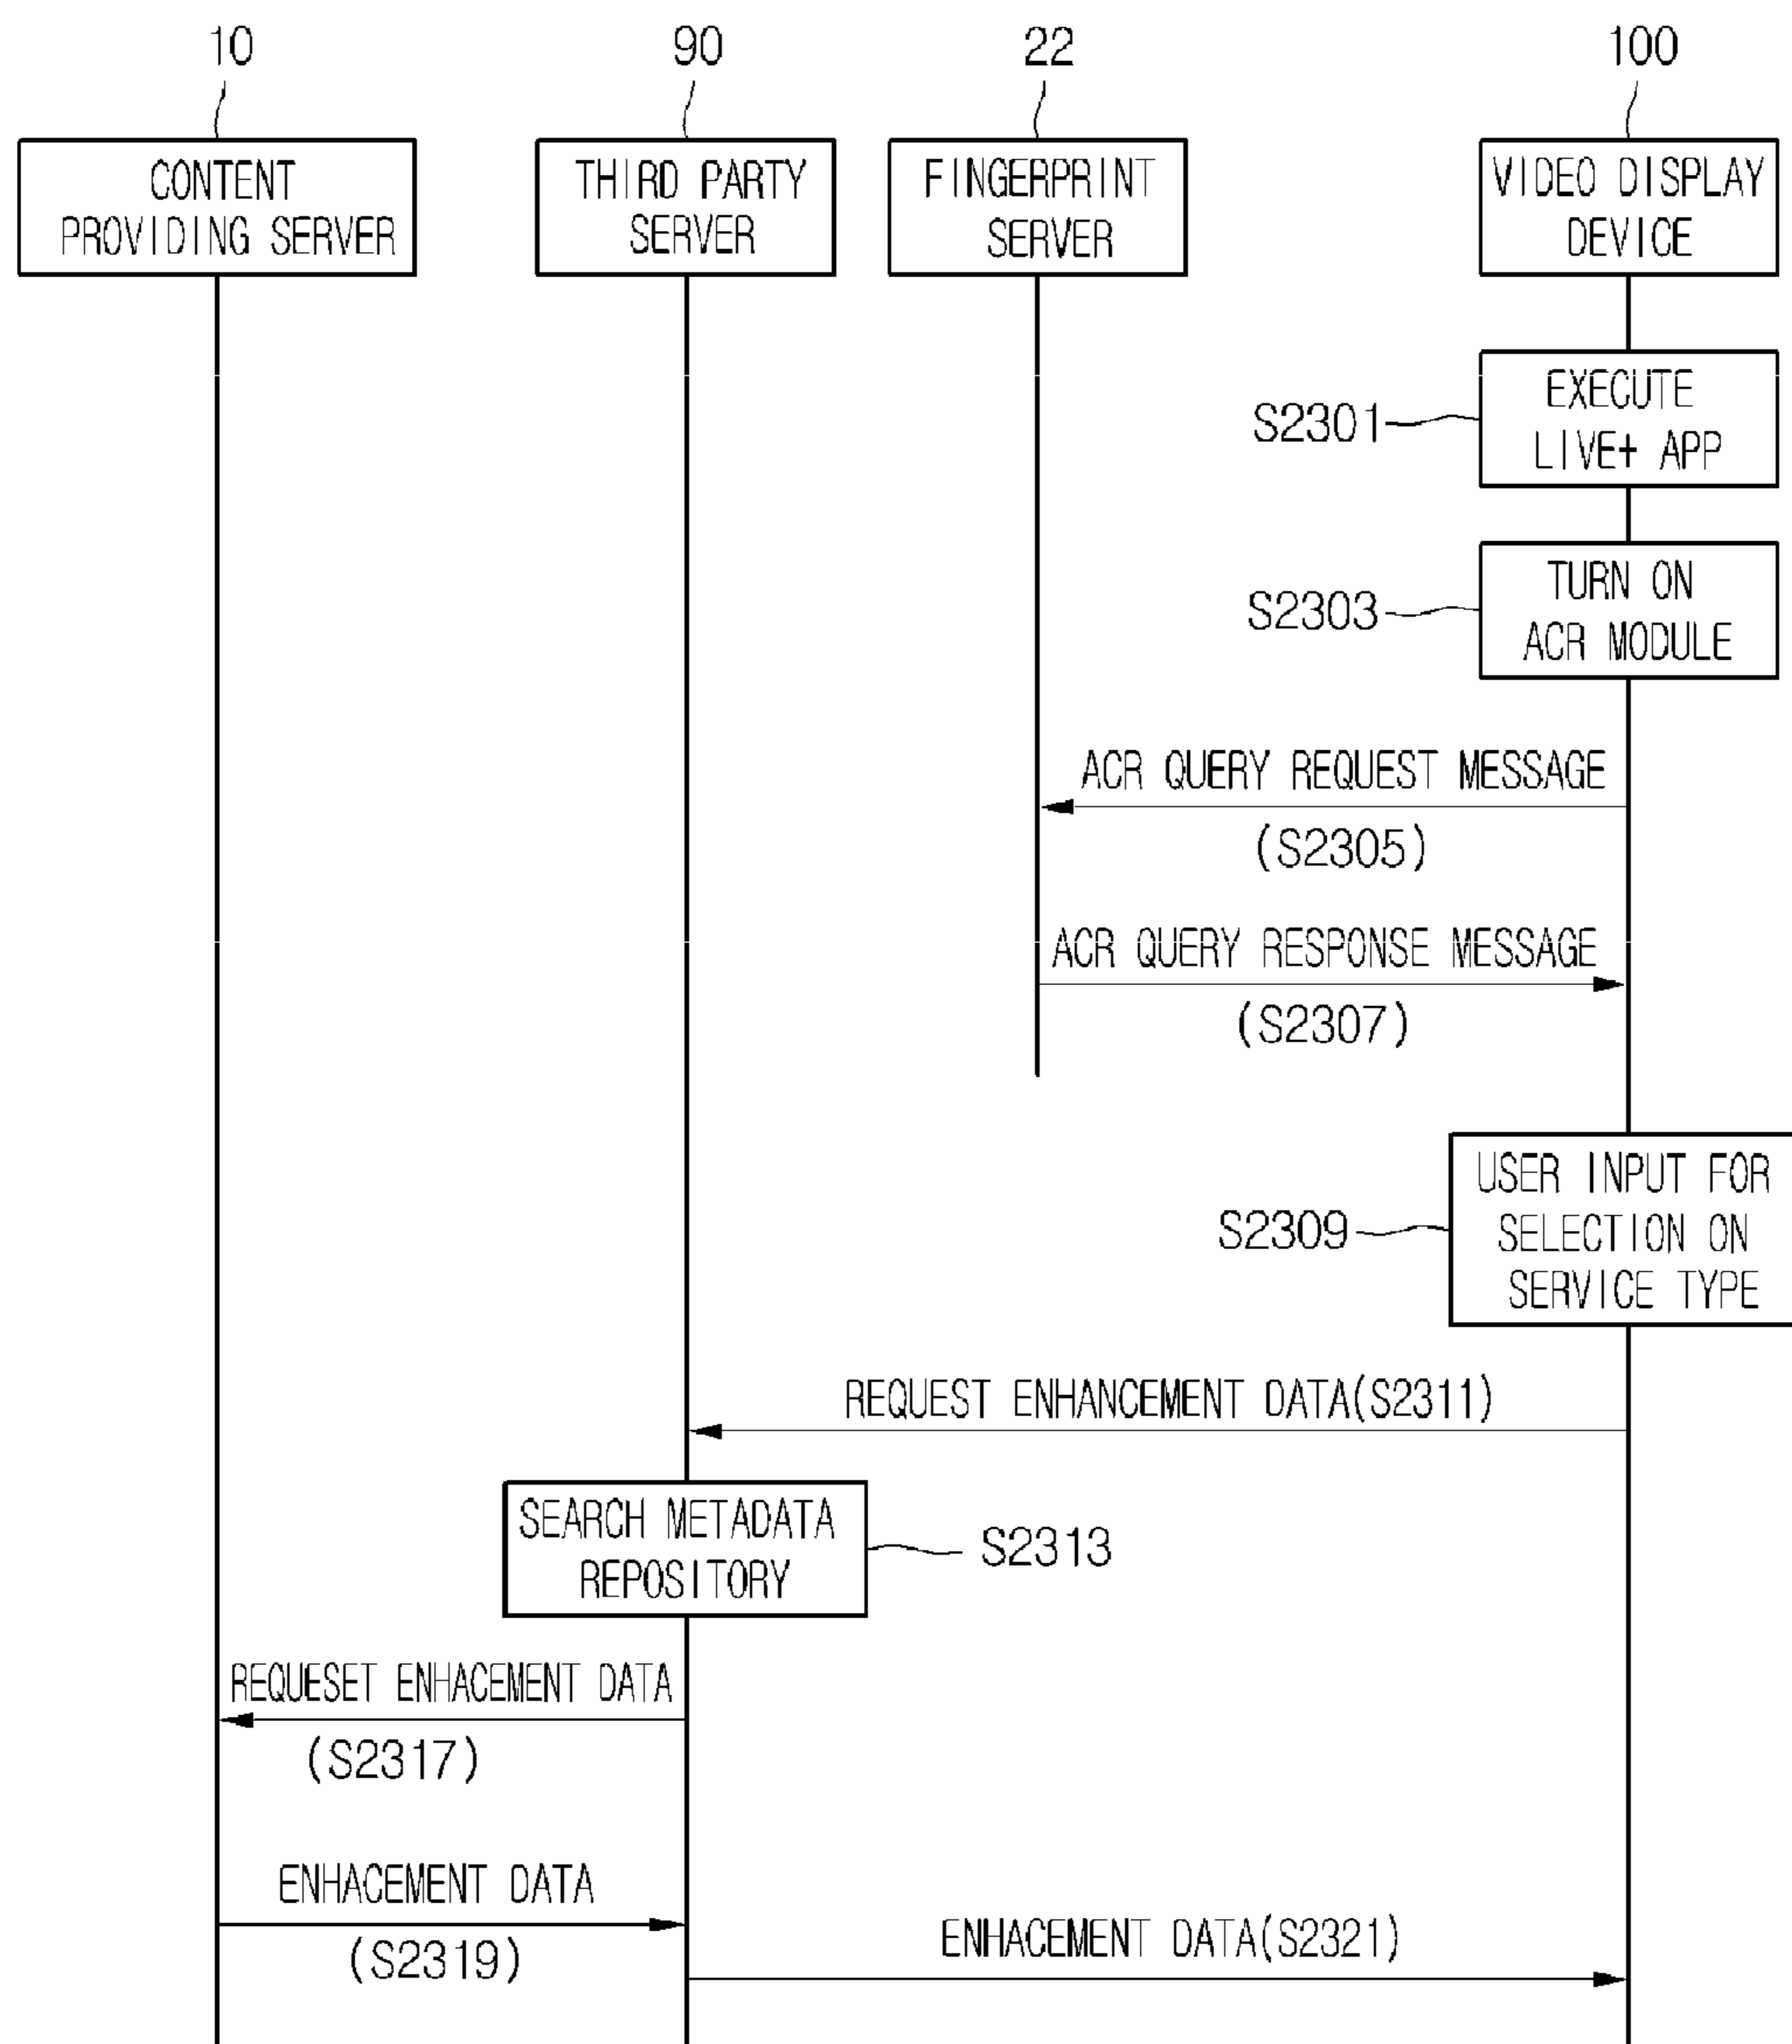 10
90
22
100
CONTENT
PROVIDING SERVER
THIRD PARTY
SERVER
FINGERPRINT
SERVER
VIDEO DISPLAY
DEVICE
S2301
EXECUTE
LIVE+ APP
S2303
TURN ON
ACR MODULE
ACR QUERY REQUEST MESSAGE
(S2305)
ACR QUERY RESPONSE MESSAGE
(S2307)
S2309
USER INPUT FOR
SELECTION ON
SERVICE TYPE
REQUEST ENHANCEMENT DATA(S2311)
SEARCH METADATA
REPOSITORY
S2313
REQUESET ENHACEMENT DATA
(S2317)
ENHACEMENT DATA
(S2319)
ENHACEMENT DATA(S2321)